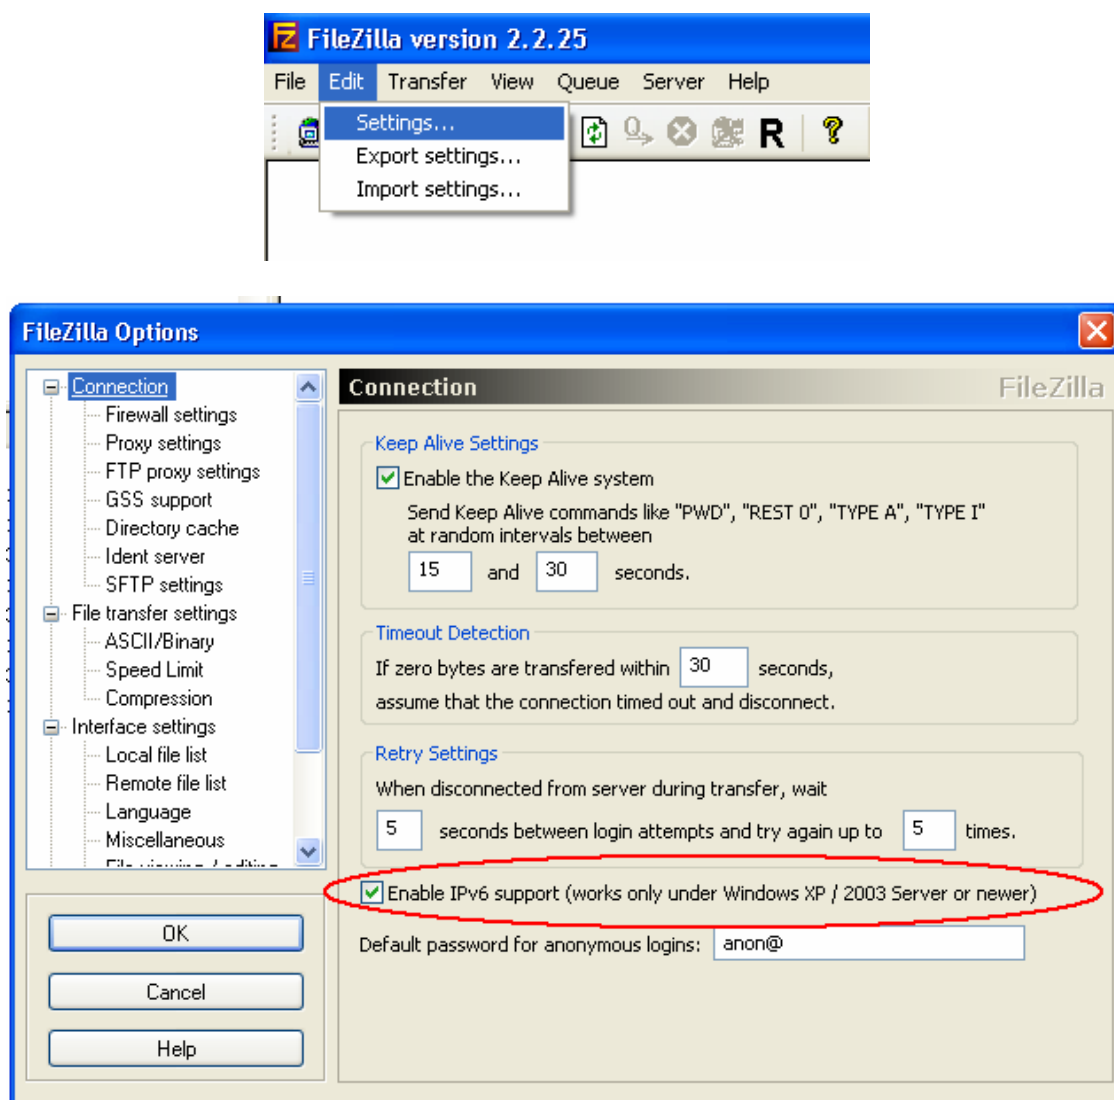 FileZilla version 2.2.25
File Edit Transfer View Queue Server Help
Settings...
Export settings...
Import settings...
R ?
FileZilla Options
Connection
Firewall settings
Proxy settings
FTP proxy settings
GSS support
Directory cache
Ident server
SFTP settings
File transfer settings
ASCII/Binary
Speed Limit
Compression
Interface settings
Local file list
Remote file list
Language
Miscellaneous
File viewing / editing
OK
Cancel
Help
Connection FileZilla
Keep Alive Settings
Enable the Keep Alive system
Send Keep Alive commands like "PWD", "REST 0", "TYPE A", "TYPE I"
at random intervals between
15 and 30 seconds.
Timeout Detection
If zero bytes are transfered within 30 seconds,
assume that the connection timed out and disconnect.
Retry Settings
When disconnected from server during transfer, wait
5 seconds between login attempts and try again up to 5 times.
Enable IPv6 support (works only under Windows XP / 2003 Server or newer)
Default password for anonymous logins: anon@